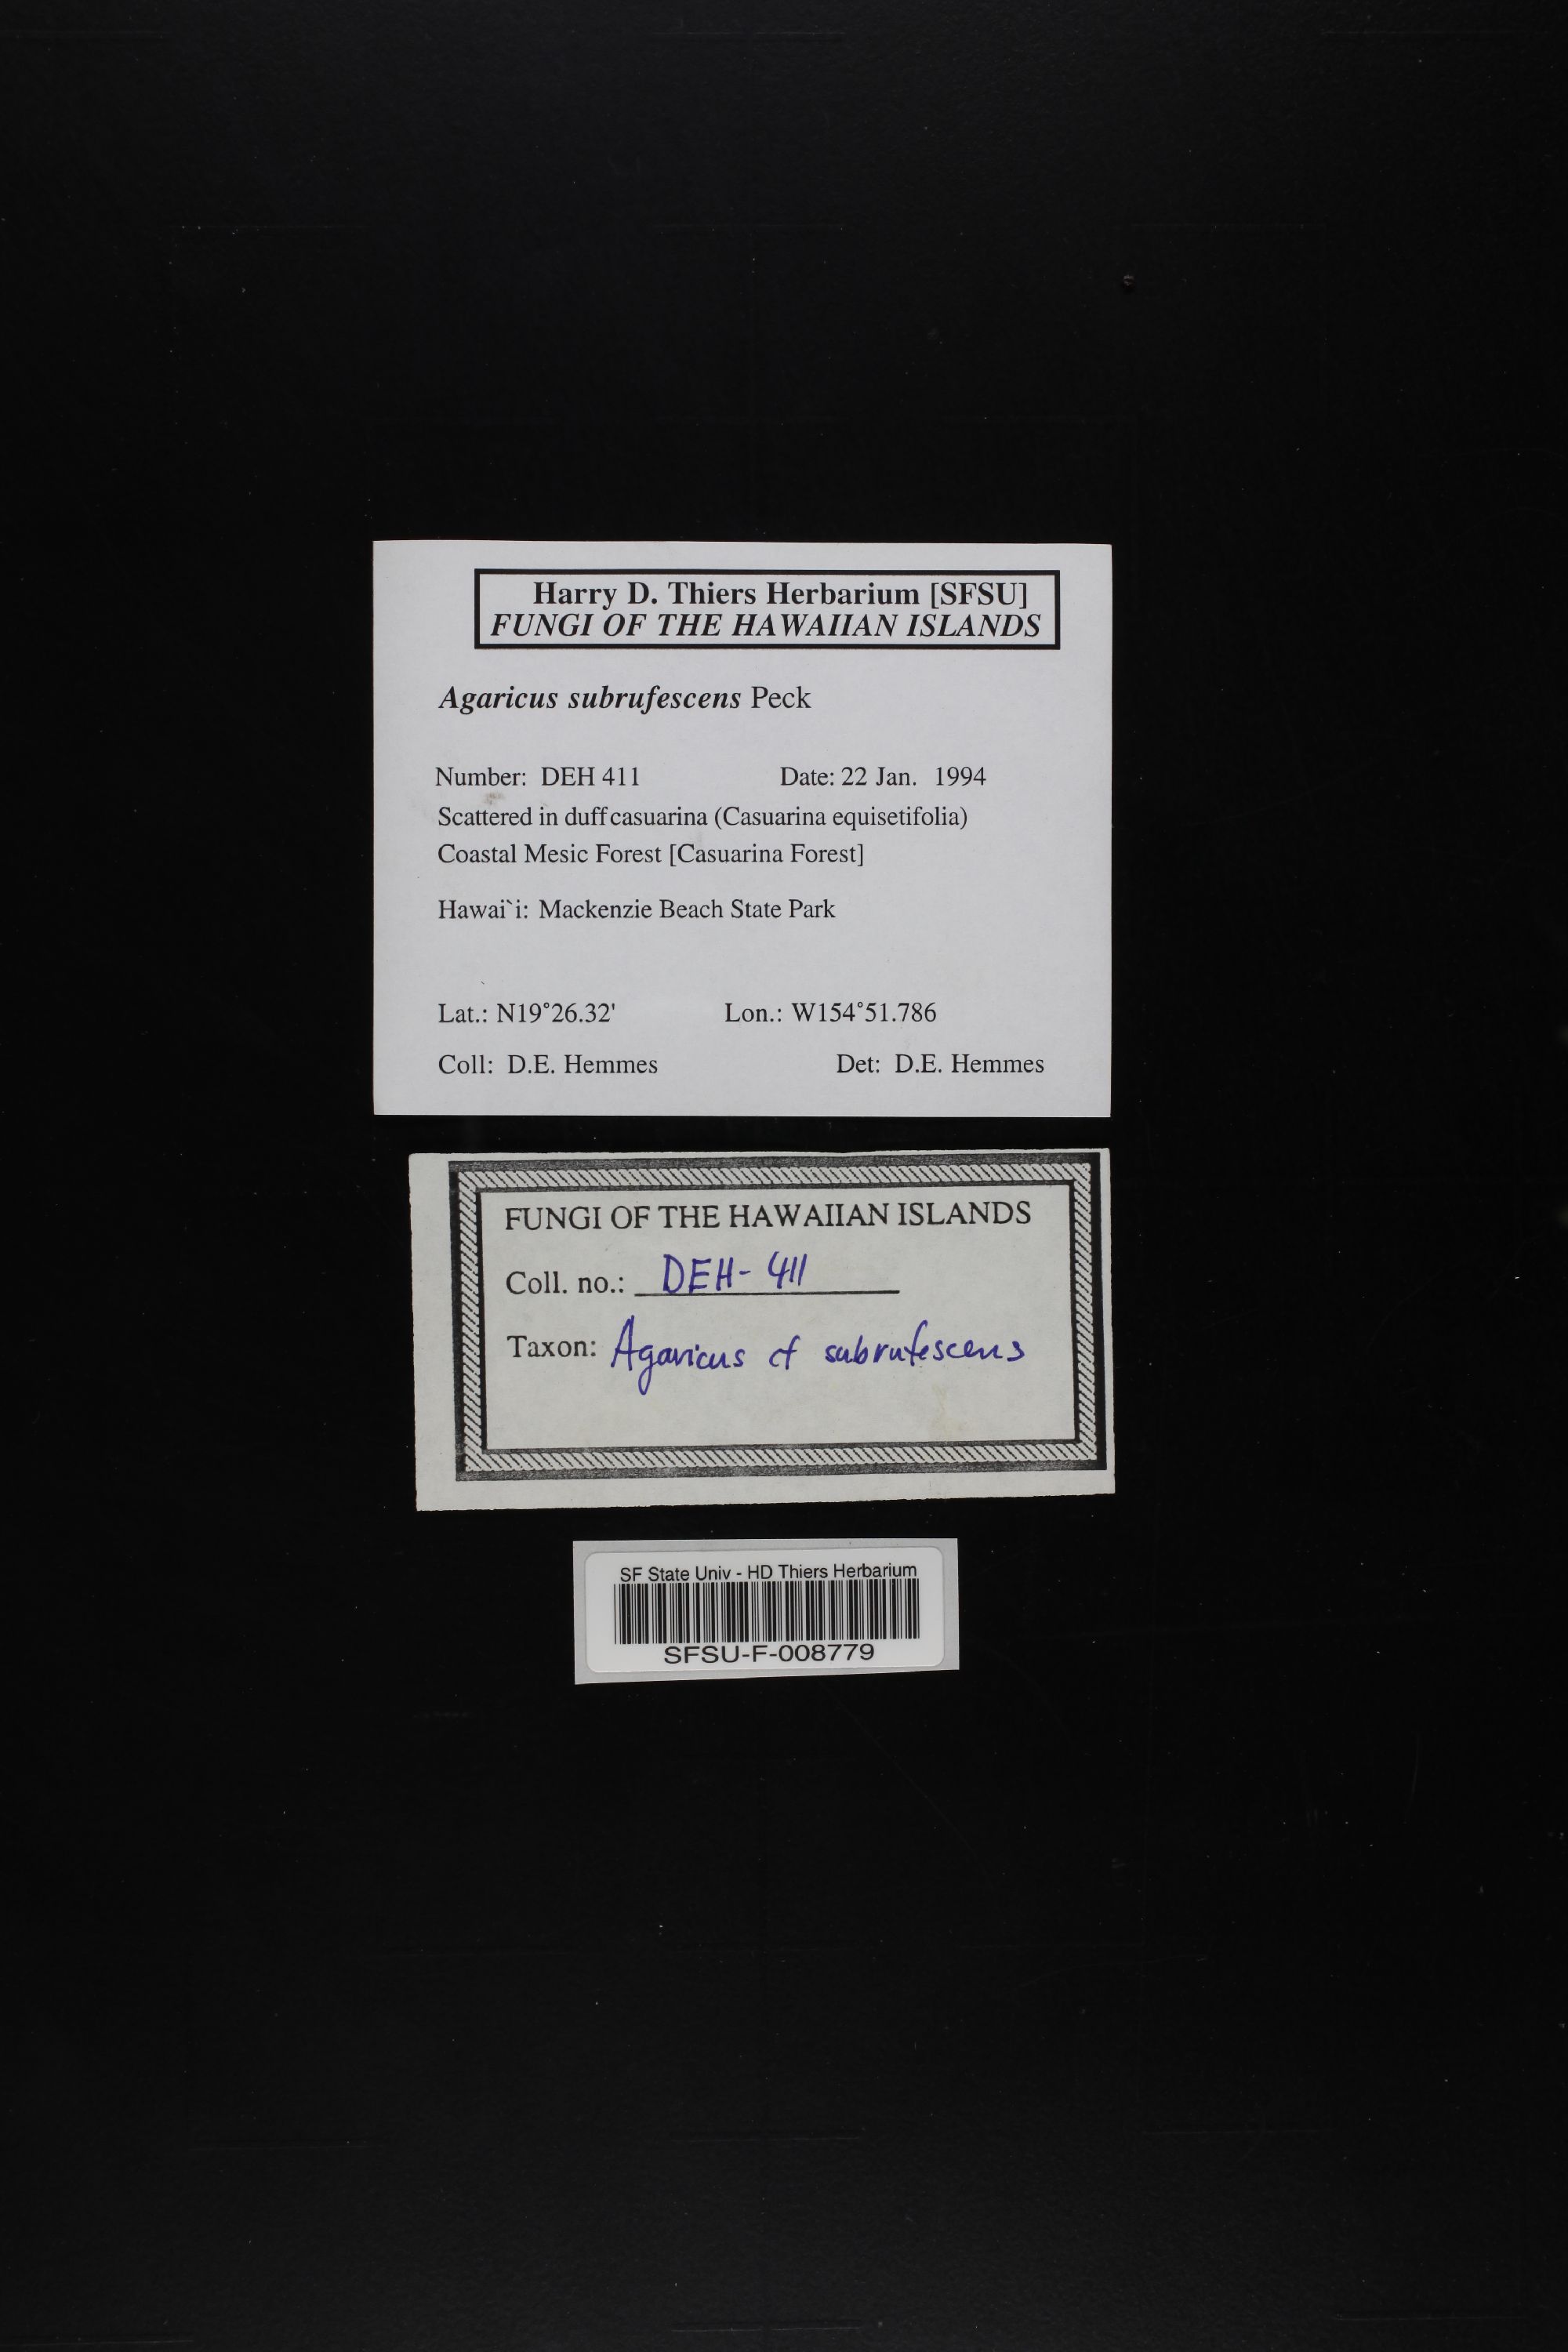 Harry D. Thiers Herbarium [SFSU]
FUNGI OF THE HAWAIIAN ISLANDS
Agaricus subrufescens Peck
Number: DEH 411 Date: 22 Jan. 1994
Scattered in duff casuarina (Casuarina equisetifolia)
Coastal Mesic Forest [Casuarina Forest]
Hawai`i: Mackenzie Beach State Park
Lat.: N19°26.32' Lon.: W154°51.786
Coll: D.E. Hemmes Det: D.E. Hemmes
FUNGI OF THE HAWAIIAN ISLANDS
Coll. no.: DEH-411
Taxon: Agaricus cf subrufescens
SF State Univ - HD Thiers Herbarium
SFSU-F-008779